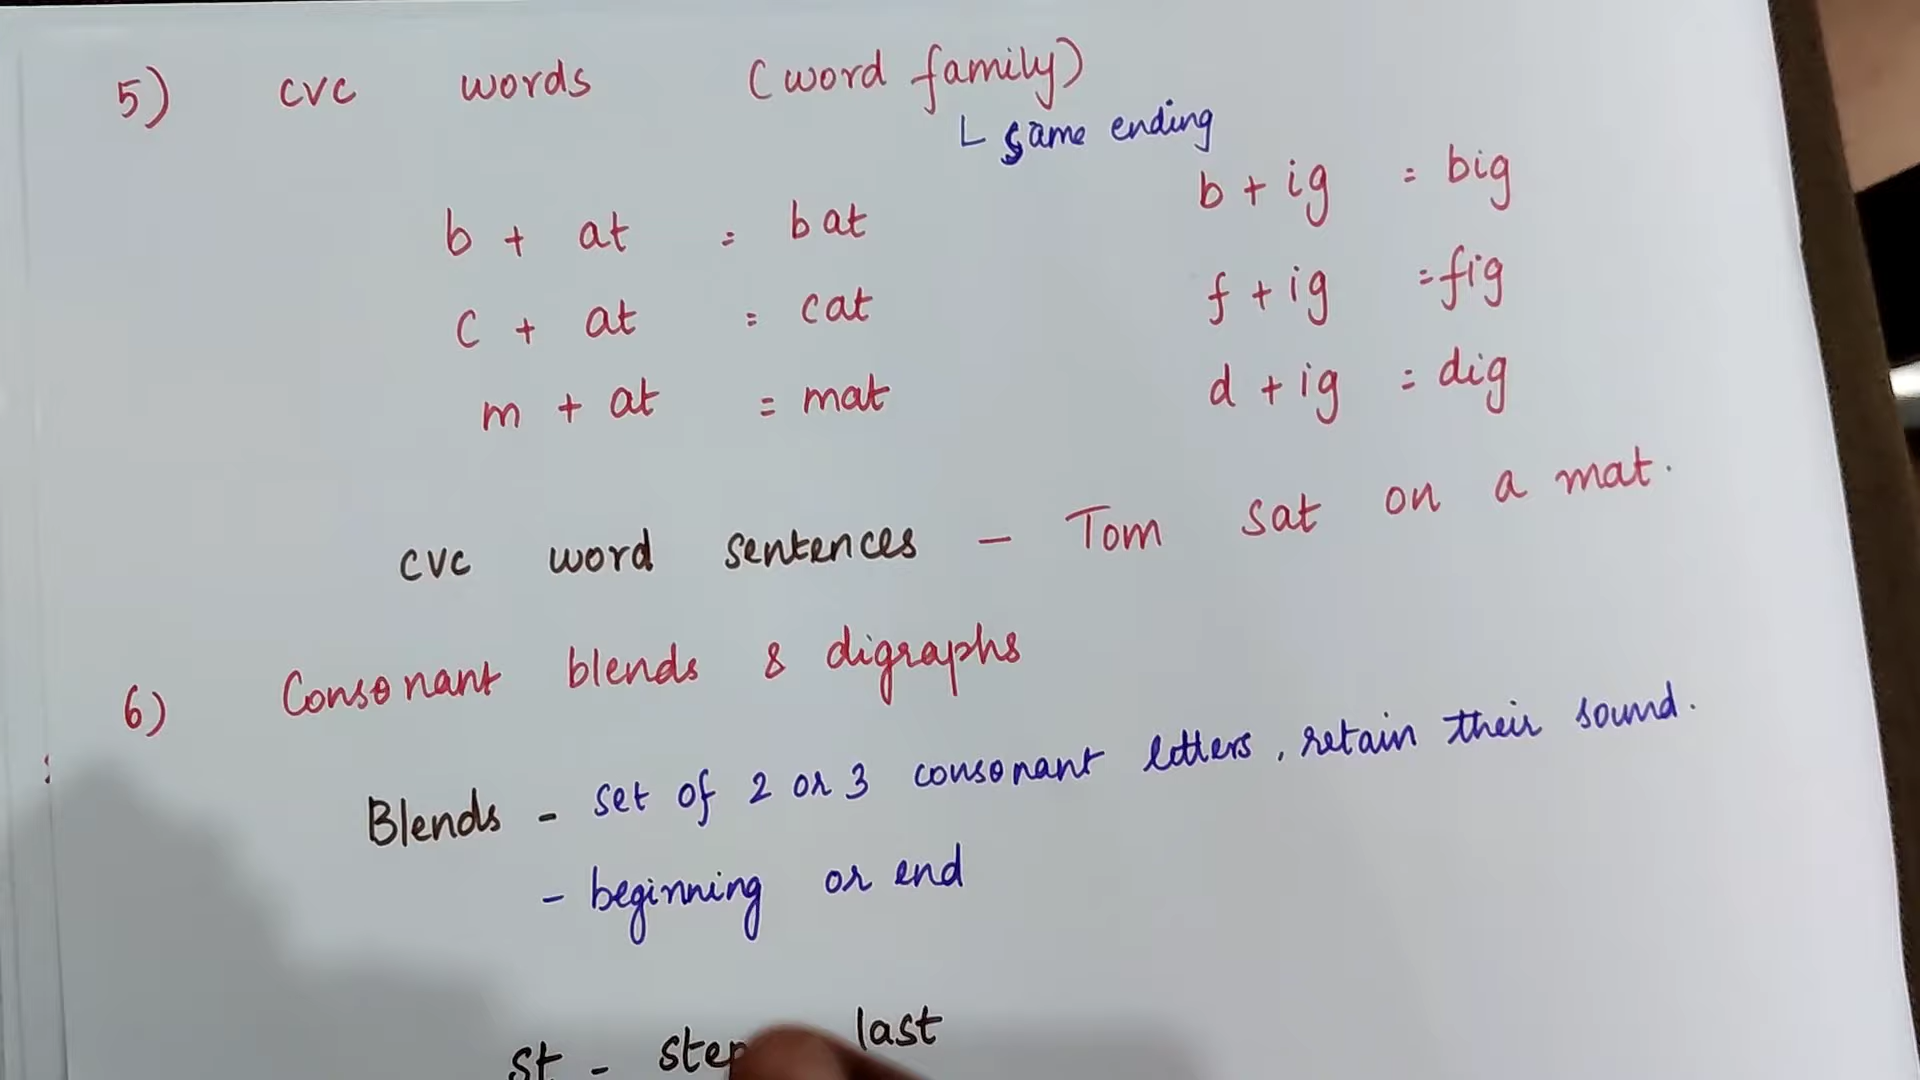 5) cvc words (word family)
└ same ending
b + at = bat
c + at = cat
m + at = mat
b + ig = big
f + ig = fig
d + ig = dig
cvc word sentences – Tom sat on a mat.
6) Consonant blends & digraphs
Blends - set of 2 or 3 consonant letters, retain their sound.
- beginning or end
st - last